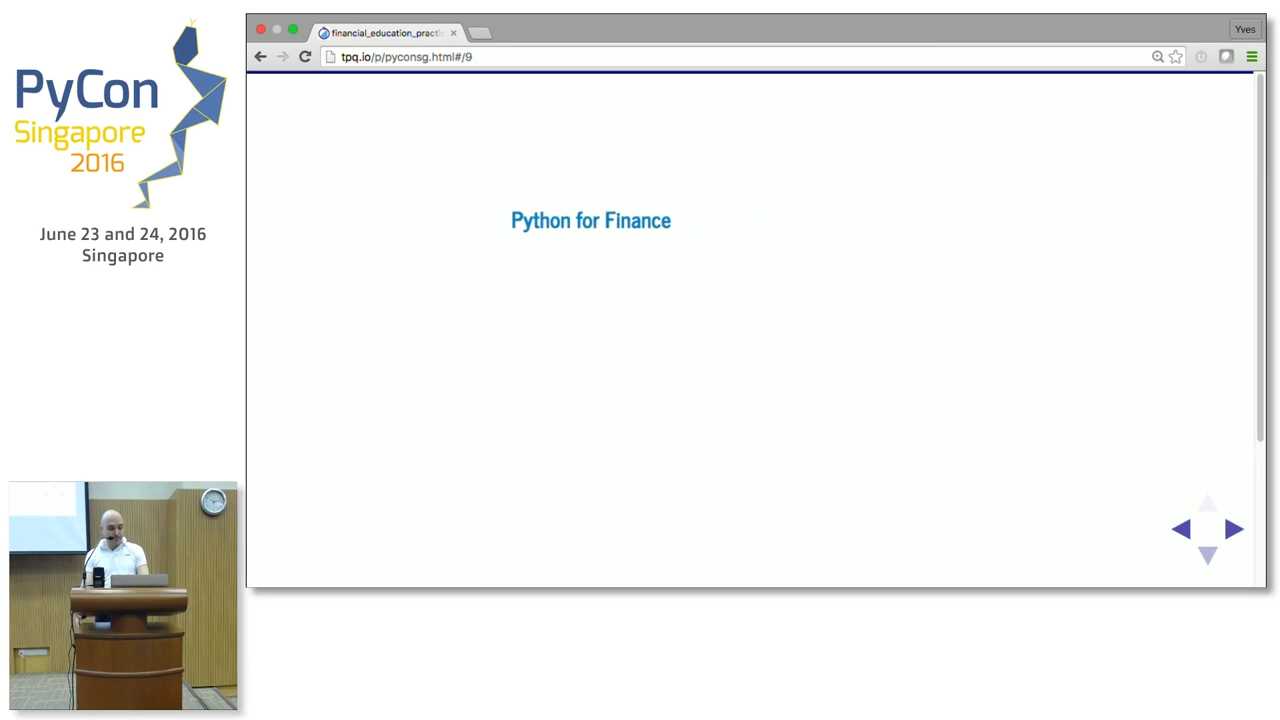 PyCon
Singapore
2016
June 23 and 24, 2016
Singapore
financial_education_practic
Yves
tpq.io/p/pyconsg.html#/9
Python for Finance